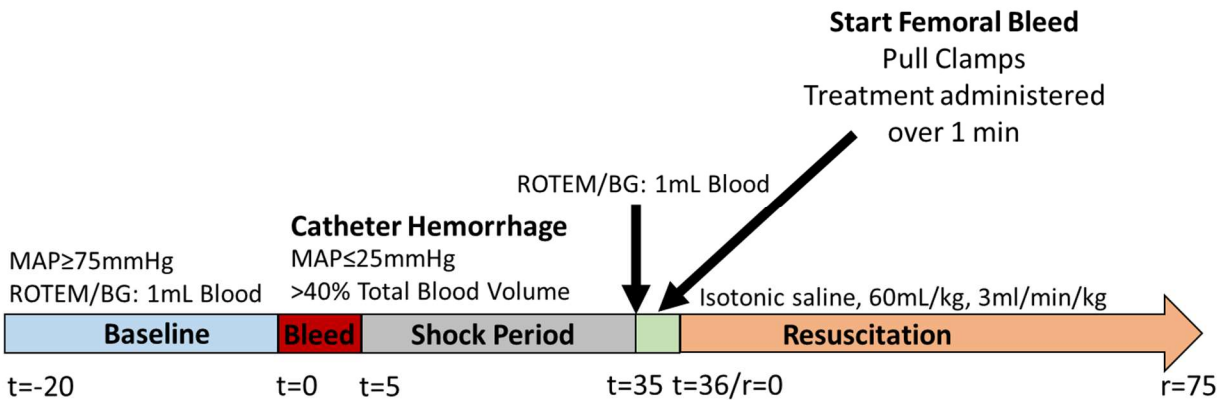 Start Femoral Bleed
Pull Clamps
Treatment administered
over 1 min
ROTEM/BG: 1mL Blood
Catheter Hemorrhage
MAP≤25mmHg
>40% Total Blood Volume
MAP≥75mmHg
ROTEM/BG: 1mL Blood
Isotonic saline, 60mL/kg, 3ml/min/kg
Baseline
Bleed
Shock Period
Resuscitation
t=-20
t=0
t=5
t=35
t=36/r=0
r=75